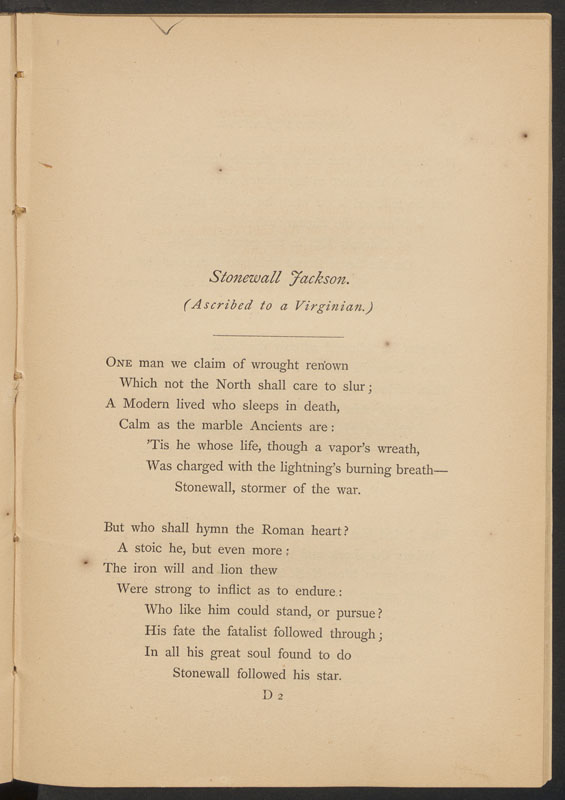 Stonewall Jackson.
(Ascribed to a Virginian.)
ONE man we claim of wrought renown
Which not the North shall care to slur;
A Modern lived who sleeps in death,
Calm as the marble Ancients are:
'Tis he whose life, though a vapor's wreath,
Was charged with the lightning's burning breath—
Stonewall, stormer of the war.
But who shall hymn the Roman heart?
A stoic he, but even more:
The iron will and lion thew
Were strong to inflict as to endure:
Who like him could stand, or pursue?
His fate the fatalist followed through;
In all his great soul found to do
Stonewall followed his star.
D 2